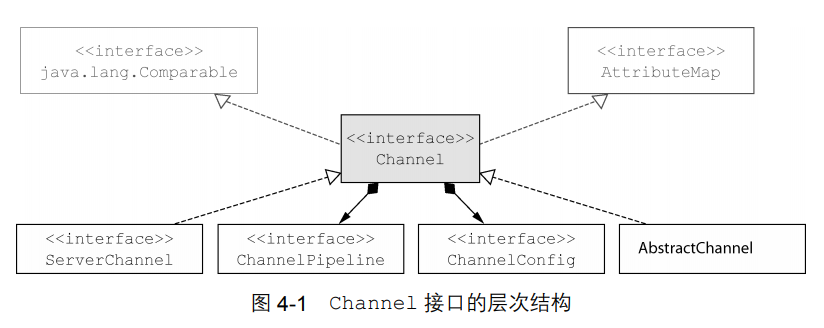 <<interface>>
java.lang.Comparable
<<interface>>
AttributeMap
<<interface>>
Channel
<<interface>>
ServerChannel
<<interface>>
ChannelPipeline
<<interface>>
ChannelConfig
AbstractChannel
图 4-1 Channel 接口的层次结构